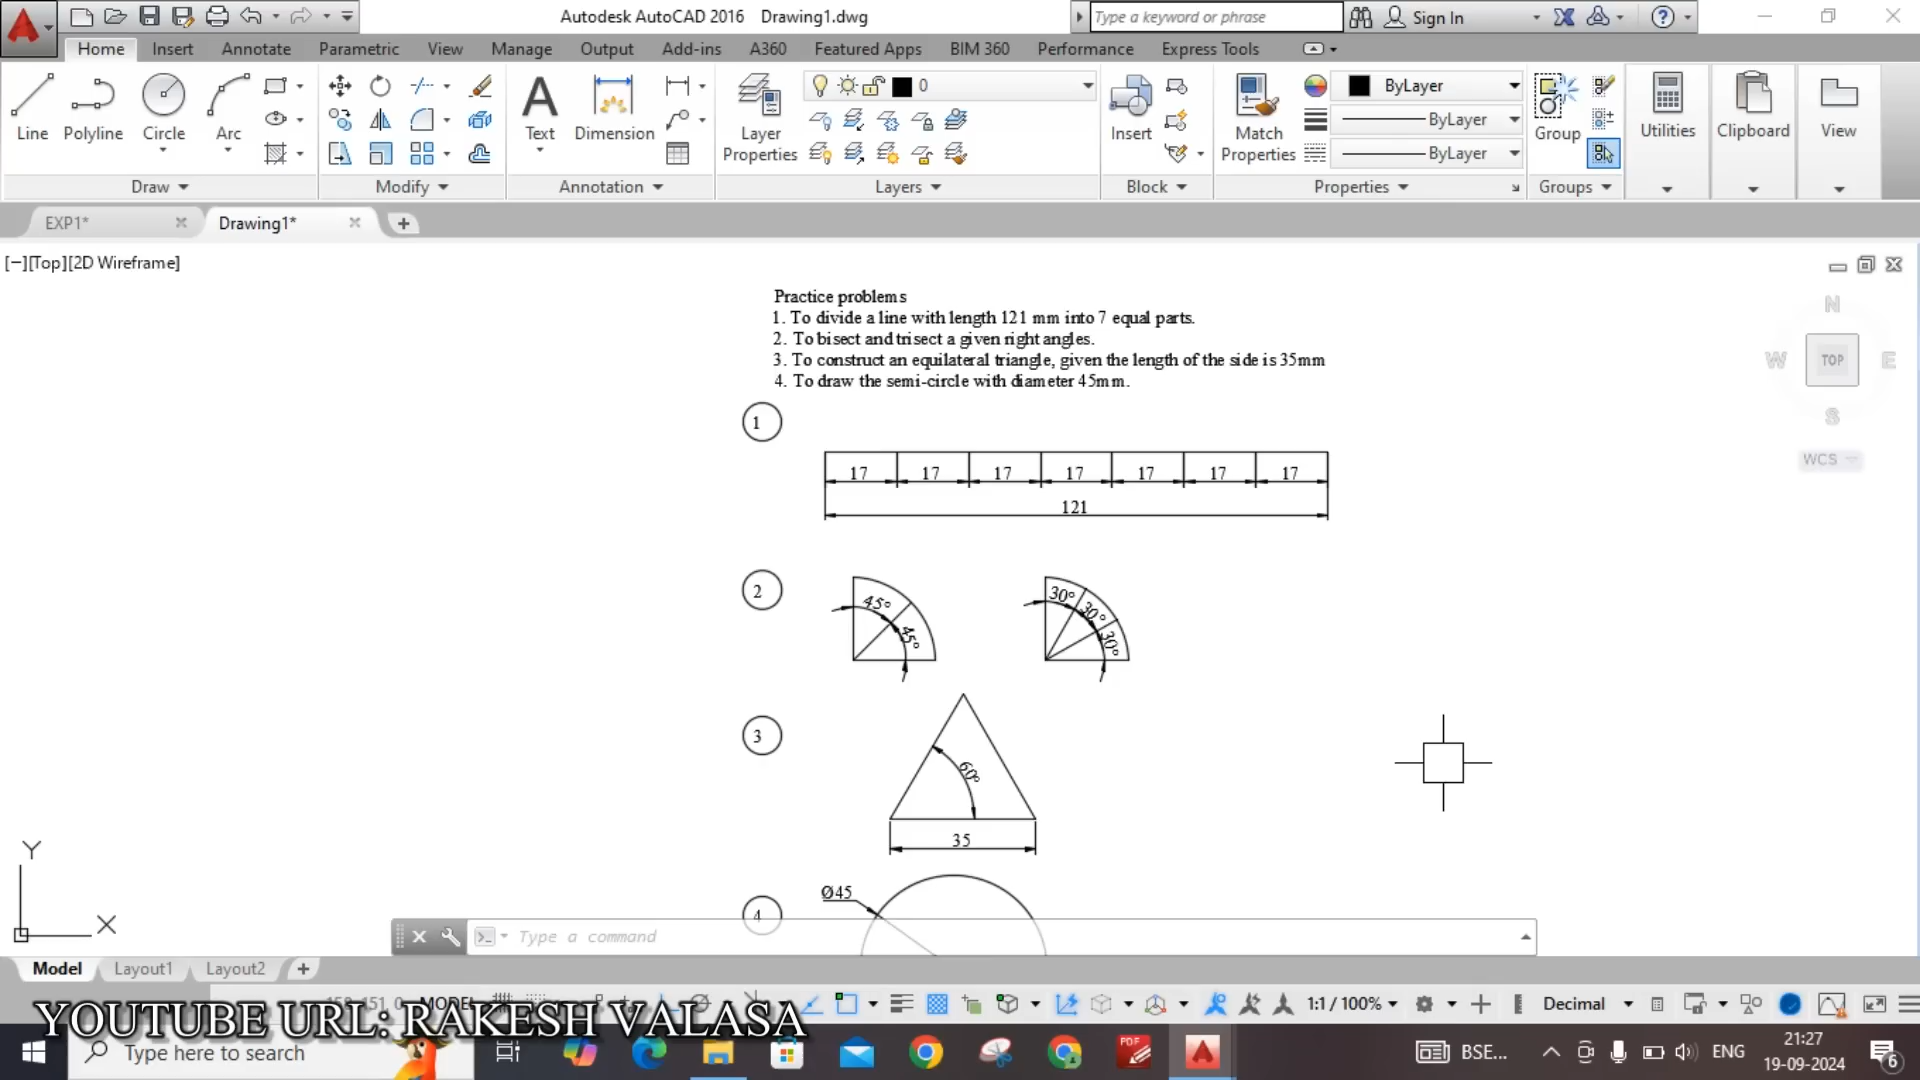 Autodesk AutoCAD 2016 Drawing1.dwg
Type a keyword or phrase
Sign In
Home Insert Annotate Parametric View Manage Output Add-ins A360 Featured Apps BIM 360 Performance Express Tools
Line Polyline Circle Arc
Text Dimension
Layer Properties
0
Insert
Match Properties
ByLayer
ByLayer
ByLayer
Group
Utilities Clipboard View
Draw Modify Annotation Layers Block Properties Groups
EXP1* Drawing1*
[−][Top][2D Wireframe]
N
W TOP E
S
WCS
Practice problems
1. To divide a line with length 121 mm into 7 equal parts.
2. To bisect and trisect a given right angles.
3. To construct an equilateral triangle, given the length of the side is 35mm
4. To draw the semi-circle with diameter 45mm.
1
17 17 17 17 17 17 17
121
2
45° 45°
30° 30° 30°
3
60°
35
4
Ø45
Y
X
Type a command
Model Layout1 Layout2
MODEL
1:1 / 100%
Decimal
YOUTUBE URL: RAKESH VALASA
Type here to search
PDF
BSE...
ENG
21:27
19-09-2024
6